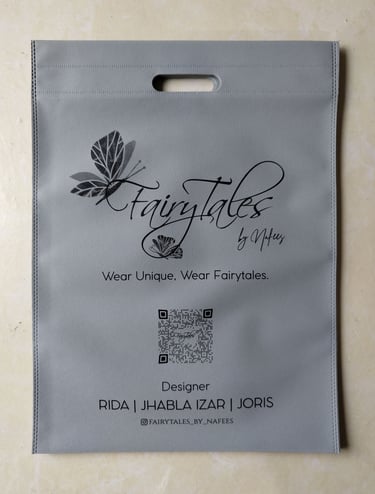 FairyTales
by Nafees
Wear Unique, Wear Fairytales.
Designer
RIDA | JHABLA IZAR | JORIS
FAIRYTALES_BY_NAFEES